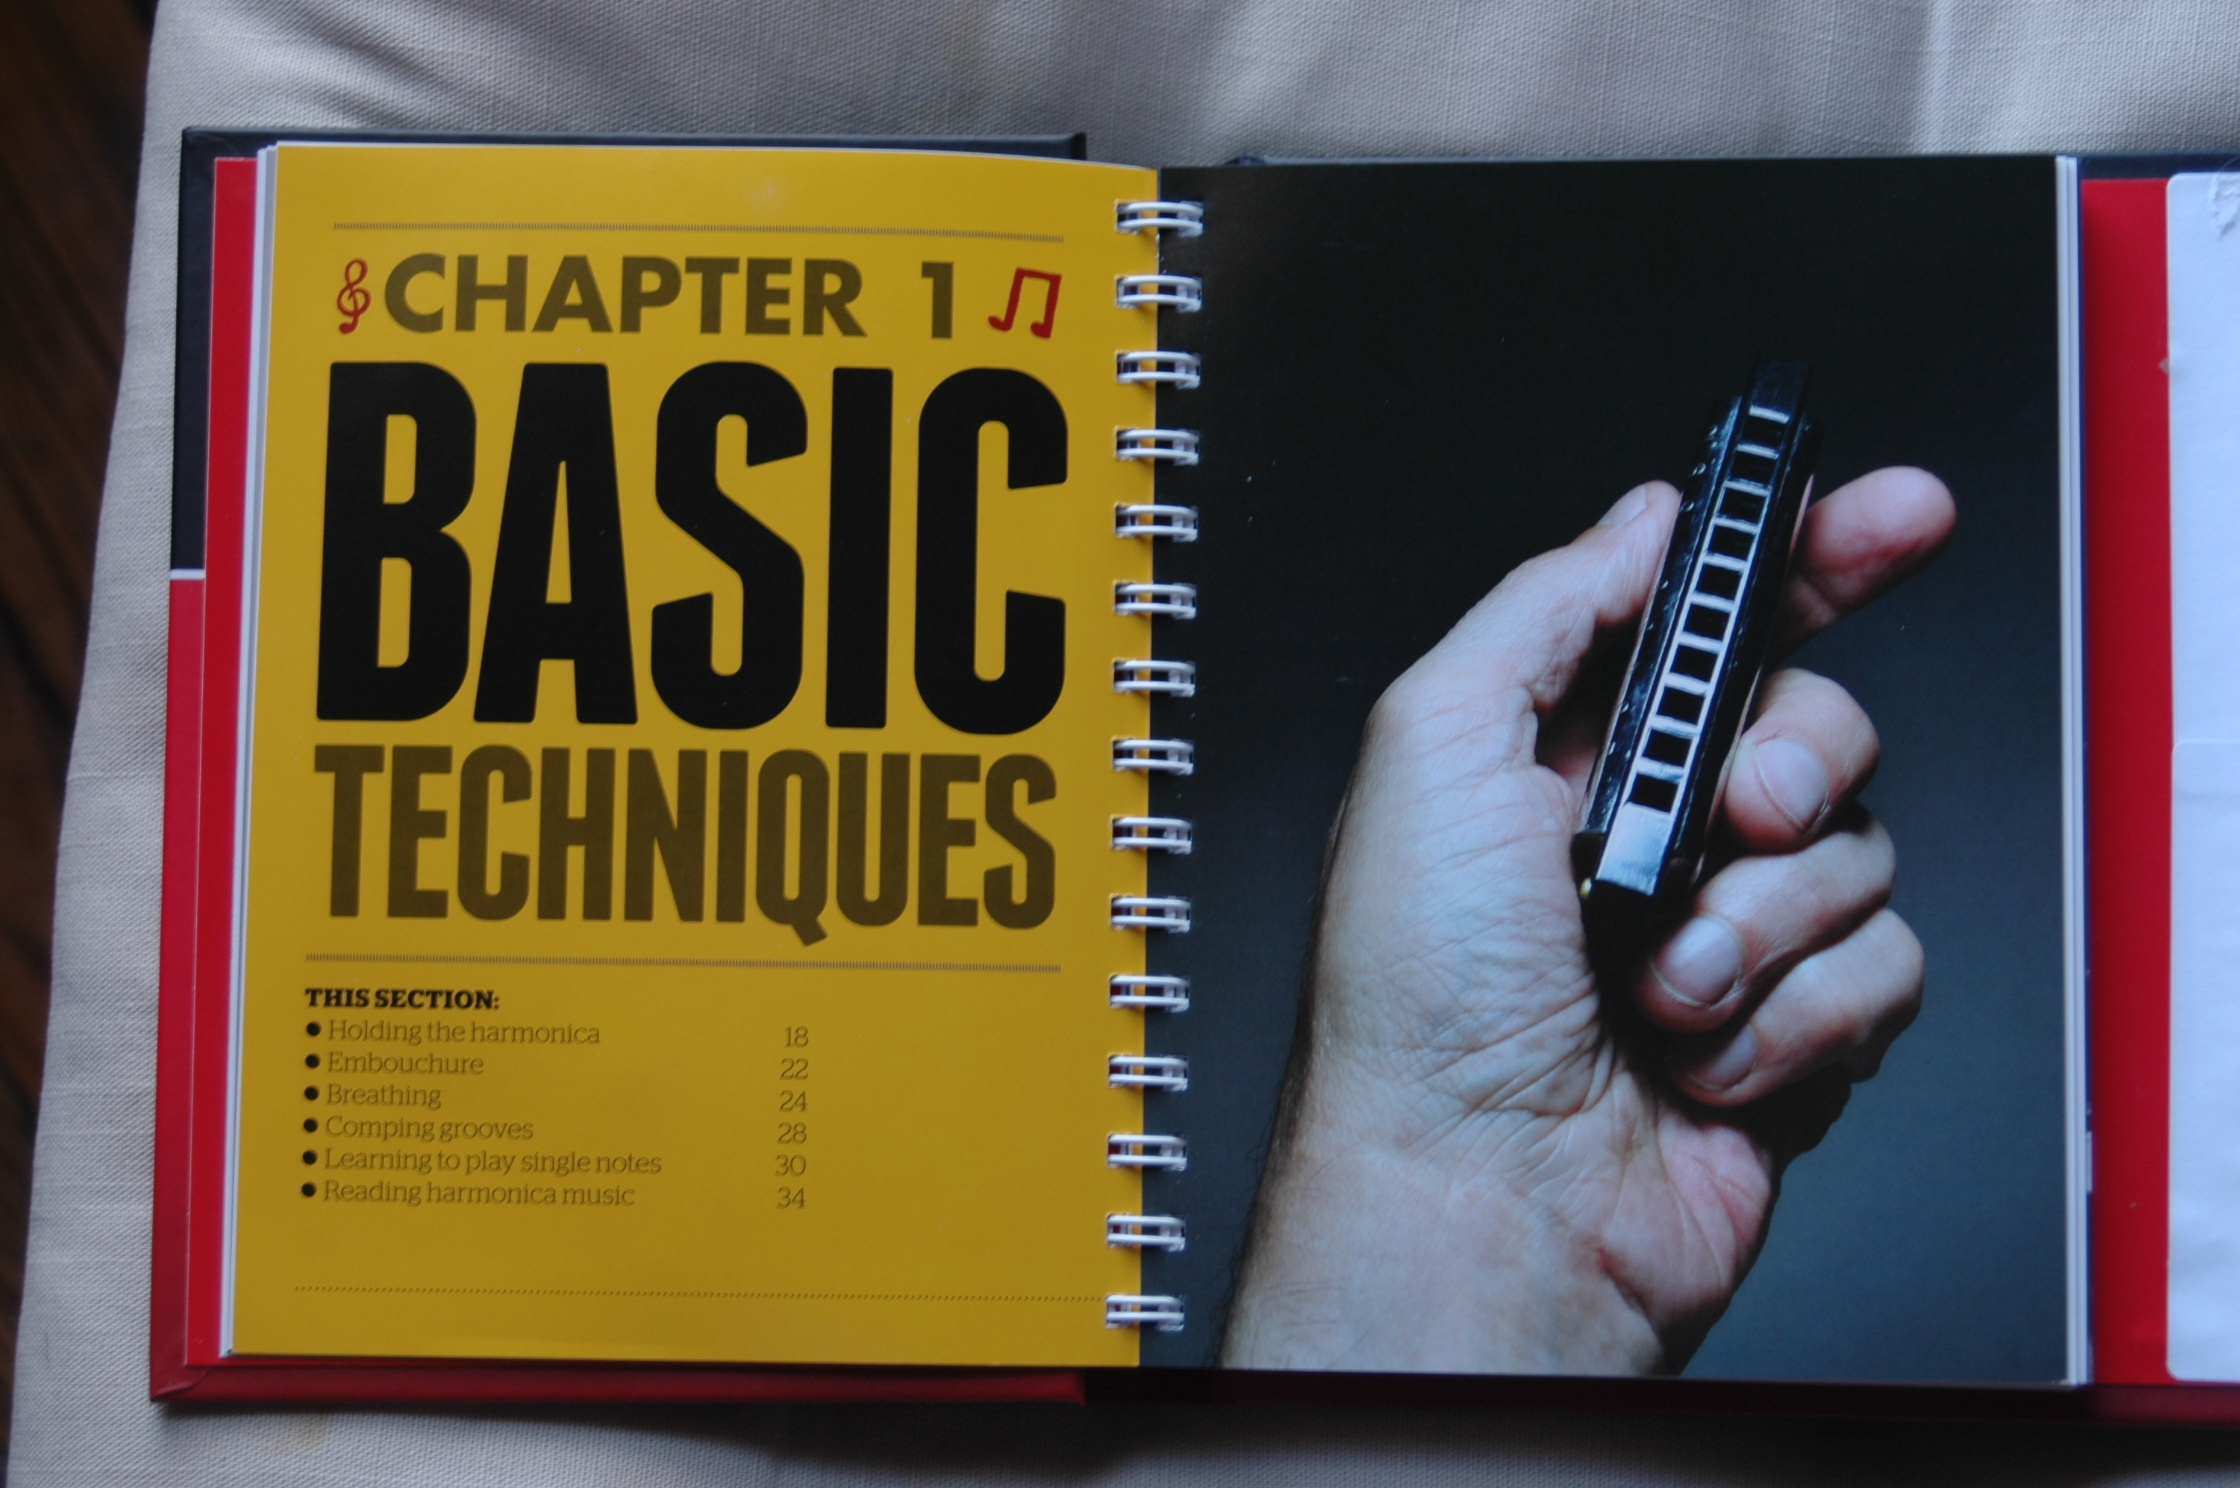 CHAPTER 1
BASIC
TECHNIQUES
THIS SECTION:
● Holding the harmonica 18
● Embouchure 22
● Breathing 24
● Comping grooves 28
● Learning to play single notes 30
● Reading harmonica music 34